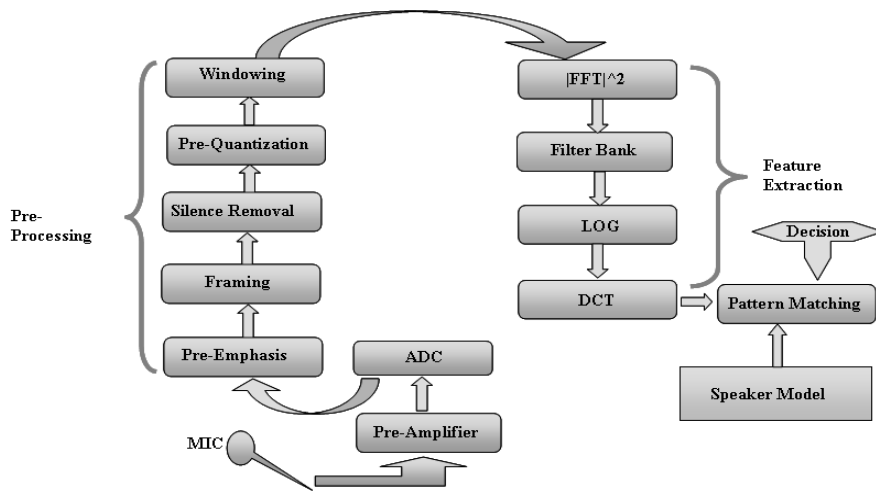 Windowing
Pre-Quantization
Silence Removal
Framing
Pre-Emphasis
Pre-
Processing
MIC
Pre-Amplifier
ADC
|FFT|^2
Filter Bank
LOG
DCT
Feature
Extraction
Decision
Pattern Matching
Speaker Model